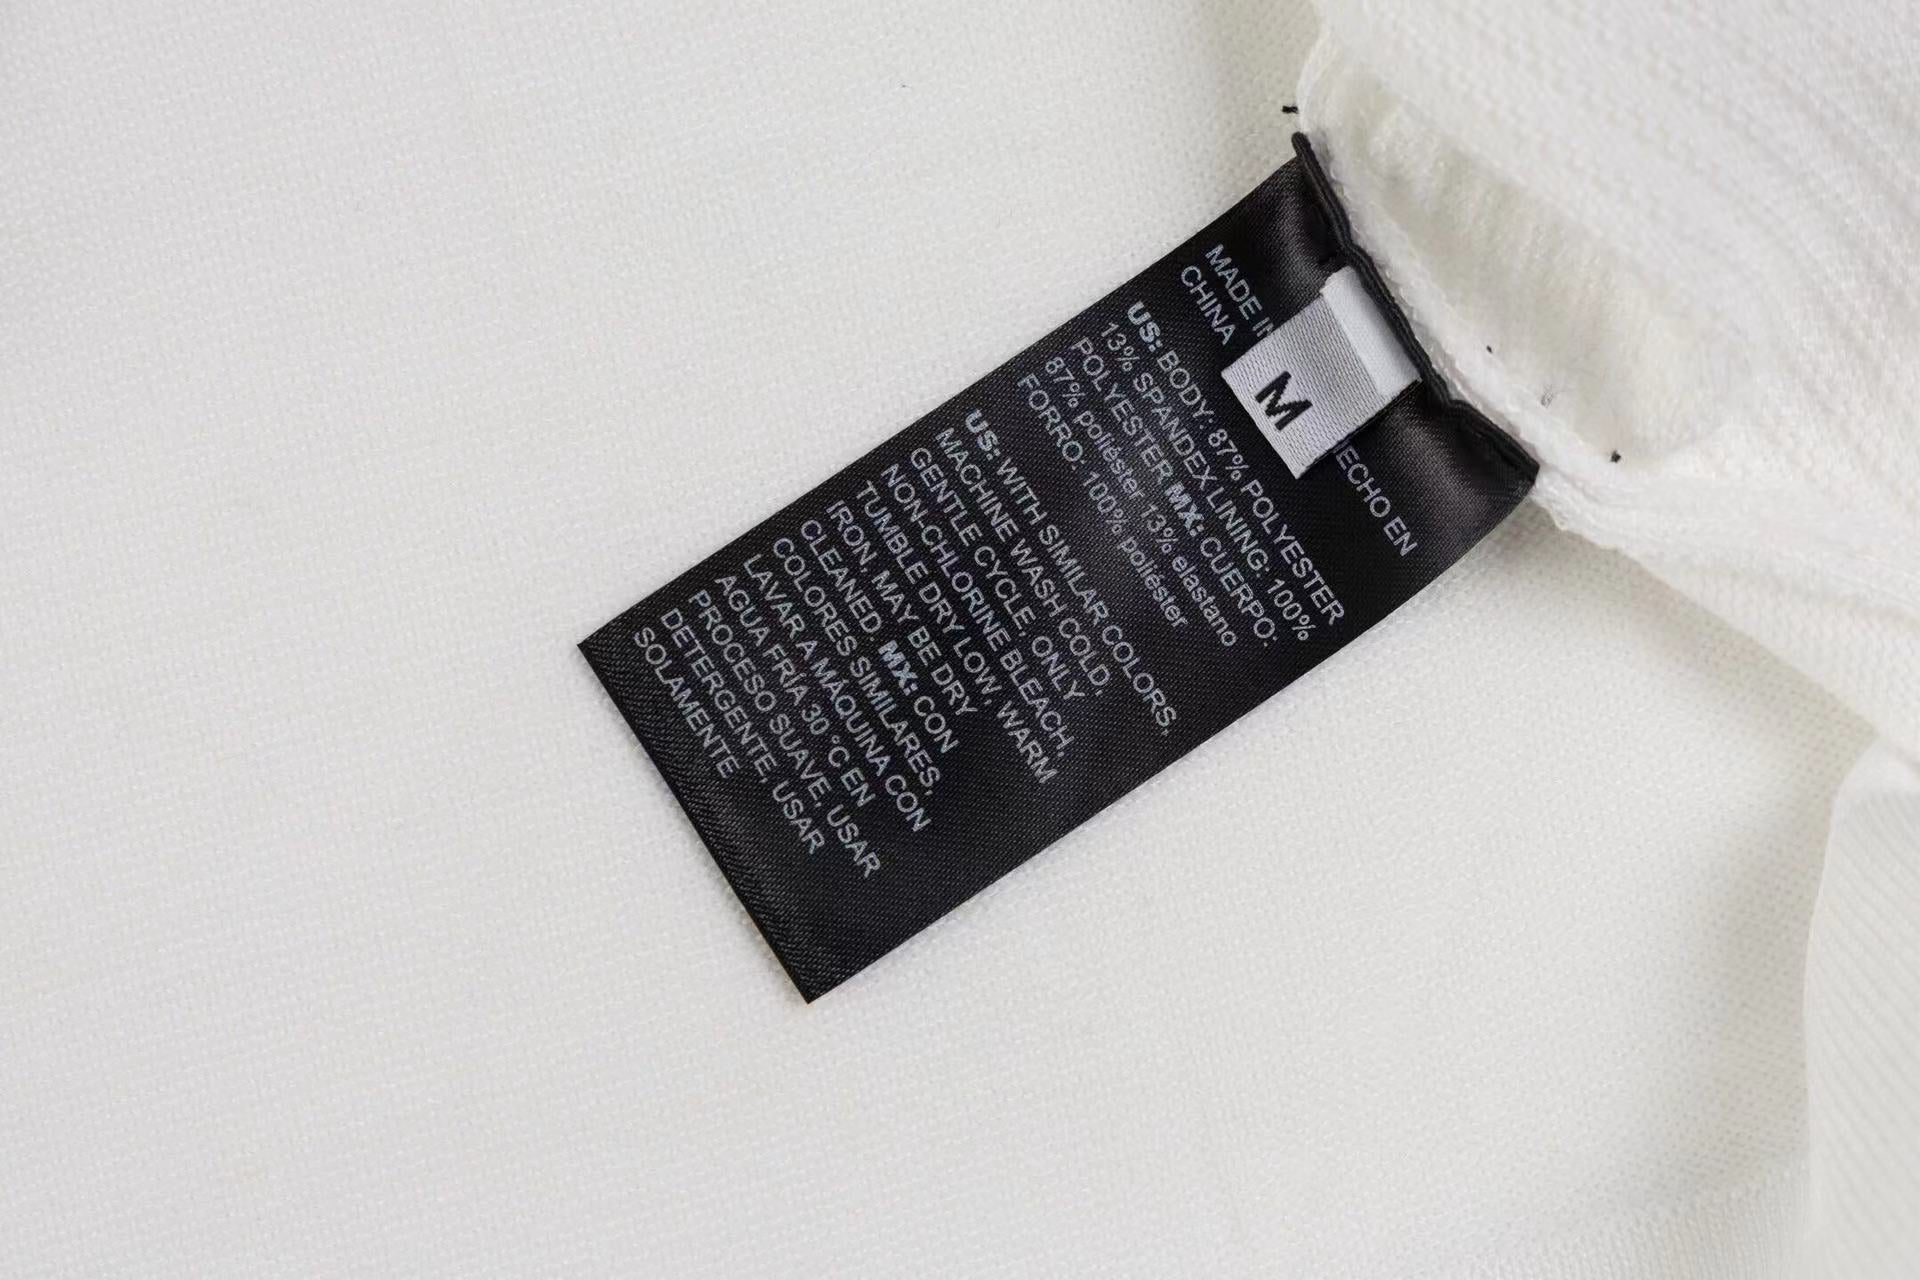 MADE IN
CHINA
ECHO EN
M
US: BODY: 87% POLYESTER
13% SPANDEX LINING: 100%
POLYESTER MX: CUERPO:
87% poliéster 13% elastano
FORRO: 100% poliéster
US: WITH SIMILAR COLORS,
MACHINE WASH COLD,
GENTLE CYCLE, ONLY
NON-CHLORINE BLEACH,
TUMBLE DRY LOW, WARM
IRON, MAY BE DRY
CLEANED. MX: CON
COLORES SIMILARES,
LAVAR A MAQUINA CON
AGUA FRÍA 30 °C EN
PROCESO SUAVE, USAR
DETERGENTE, USAR
SOLAMENTE